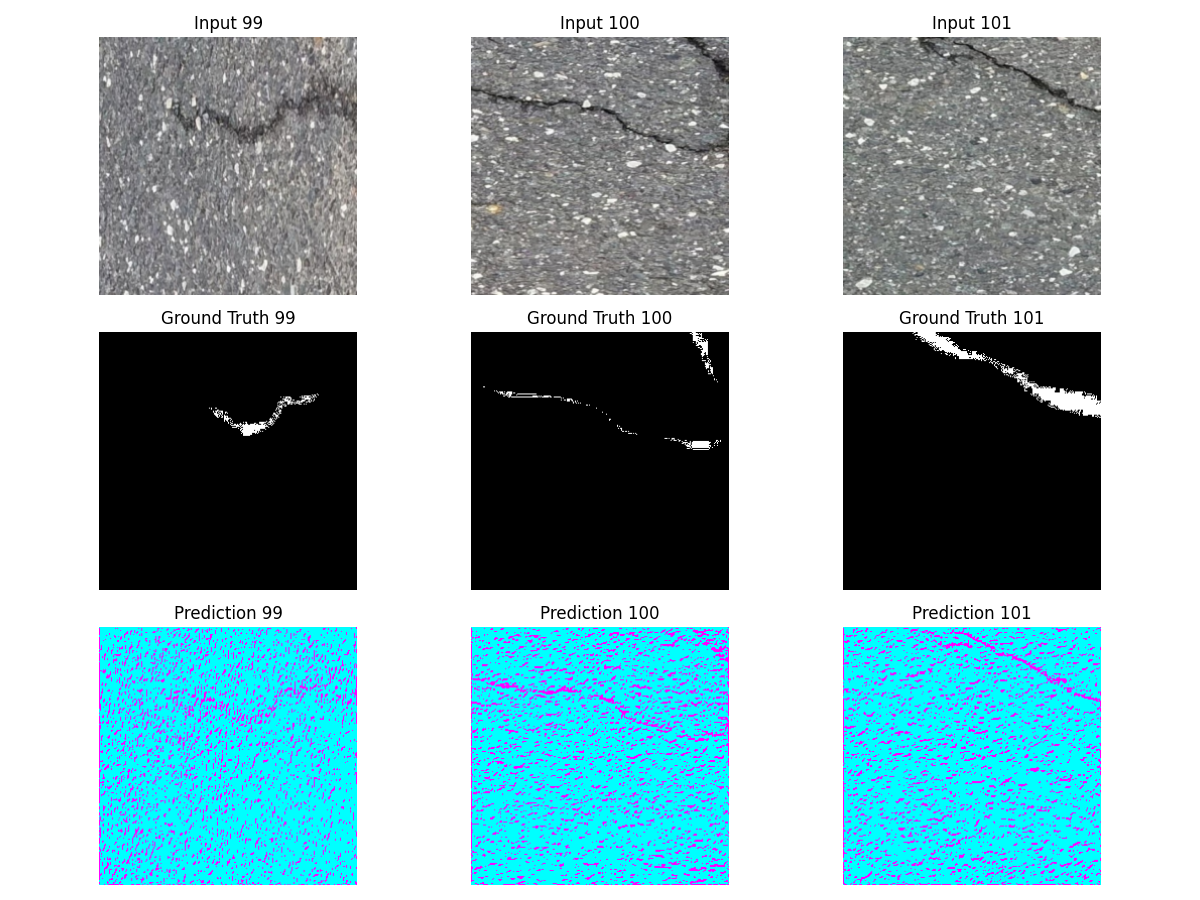 Input 99
Input 100
Input 101
Ground Truth 99
Ground Truth 100
Ground Truth 101
Prediction 99
Prediction 100
Prediction 101